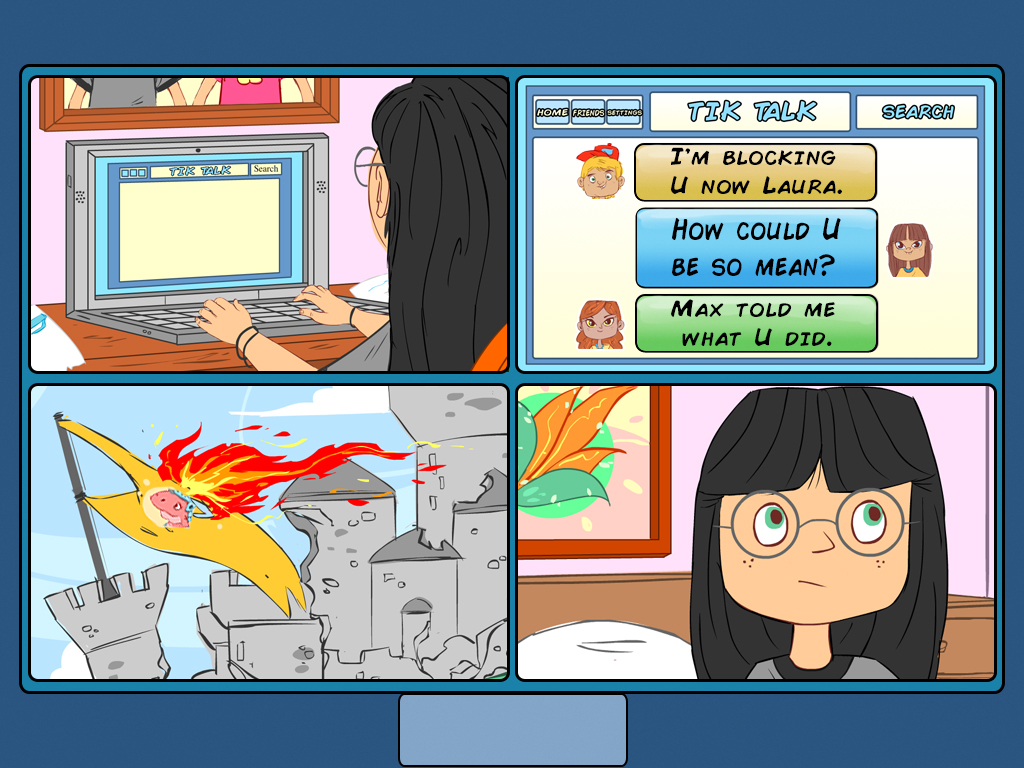 TIK TALK Search
HOME FRIENDS SETTINGS TIK TALK SEARCH
I'M BLOCKING
U NOW LAURA.
HOW COULD U
BE SO MEAN?
MAX TOLD ME
WHAT U DID.